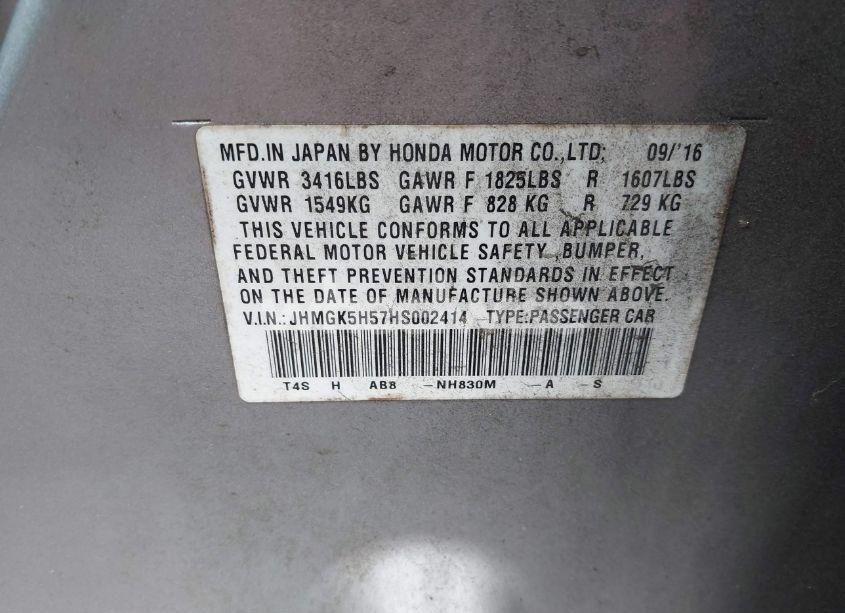 MFD.IN JAPAN BY HONDA MOTOR CO.,LTD; 09/'16
GVWR 3416LBS GAWR F 1825LBS R 1607LBS
GVWR 1549KG GAWR F 828 KG R 729 KG
THIS VEHICLE CONFORMS TO ALL APPLICABLE
FEDERAL MOTOR VEHICLE SAFETY ,BUMPER,
AND THEFT PREVENTION STANDARDS IN EFFECT
ON THE DATE OF MANUFACTURE SHOWN ABOVE.
V.I.N.: JHMGK5H57HS002414 TYPE:PASSENGER CAR
T4S H AB8 -NH830M -A -S